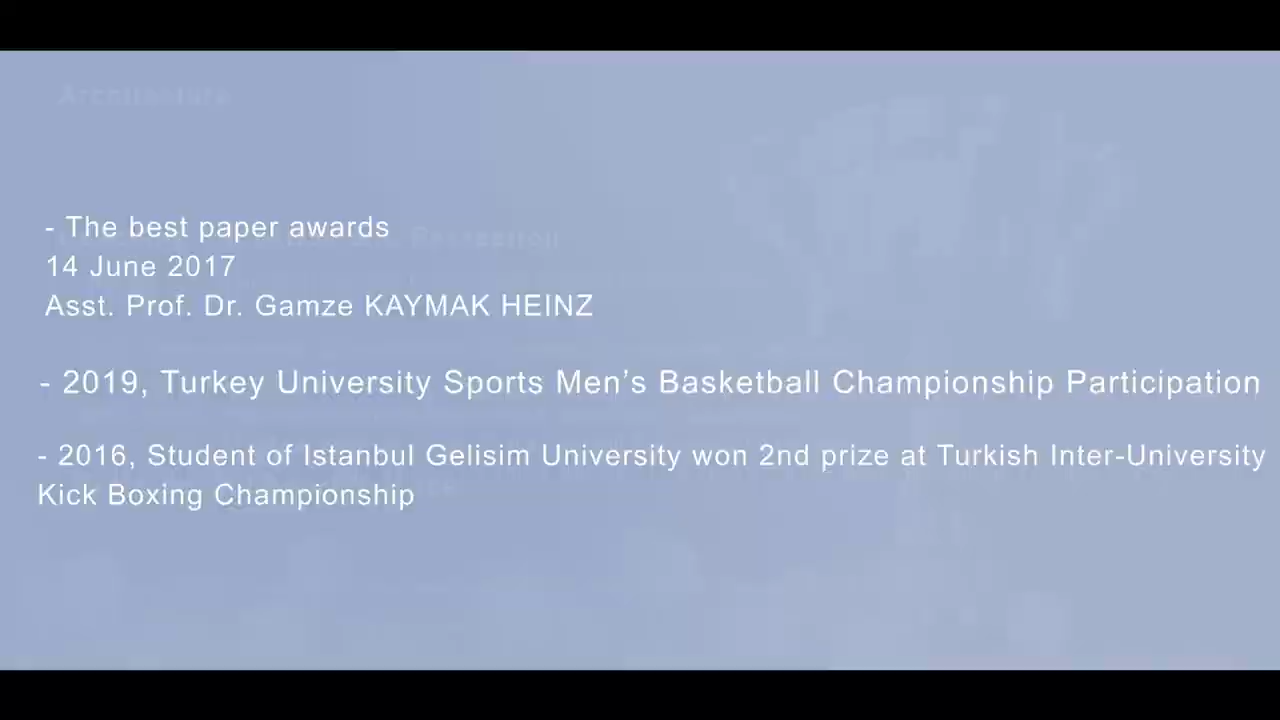 Architecture
- The best paper awards
14 June 2017
Asst. Prof. Dr. Gamze KAYMAK HEINZ
- 2019, Turkey University Sports Men’s Basketball Championship Participation
- 2016, Student of Istanbul Gelisim University won 2nd prize at Turkish Inter-University
Kick Boxing Championship